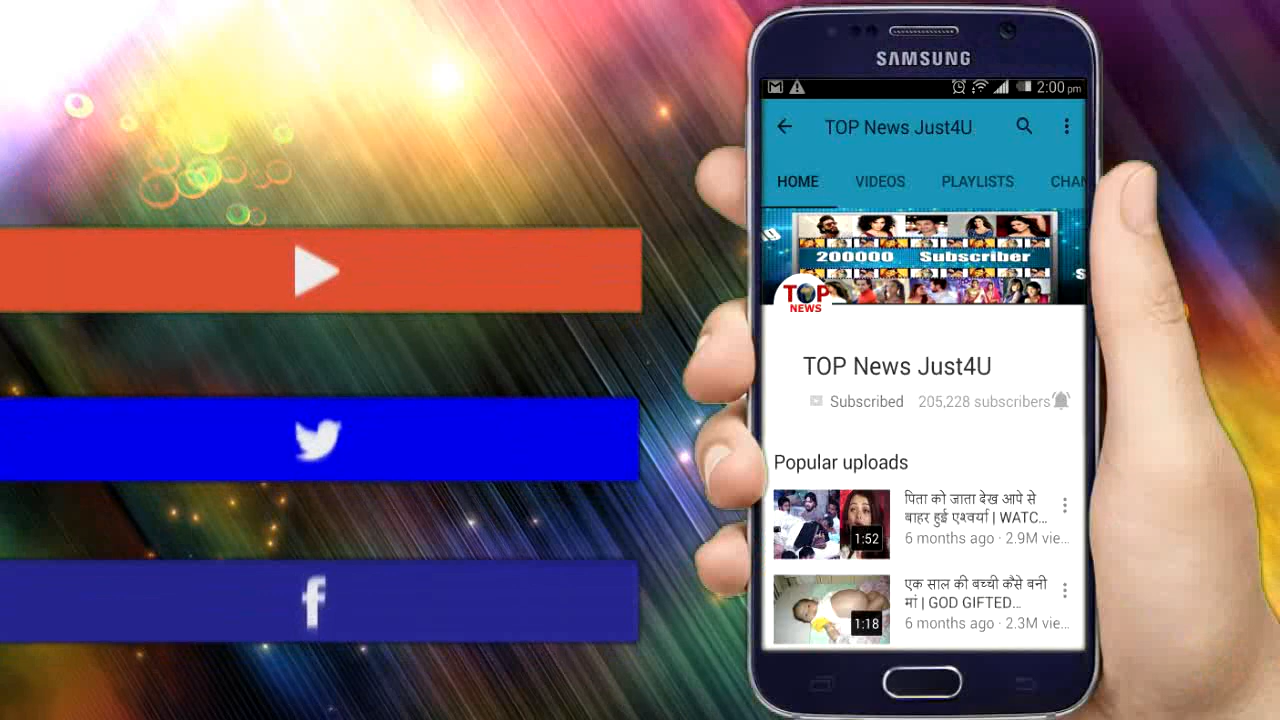 SAMSUNG
2:00 pm
TOP News Just4U
HOME VIDEOS PLAYLISTS CHAN
200000 Subscriber
TOP
NEWS
TOP News Just4U
Subscribed 205,228 subscribers
Popular uploads
पिता को जाता देख आपे से
बाहर हुई एश्वर्या | WATC...
1:52
6 months ago · 2.9M vie...
एक साल की बच्ची कैसे बनी
मां | GOD GIFTED...
1:18
6 months ago · 2.3M vie...